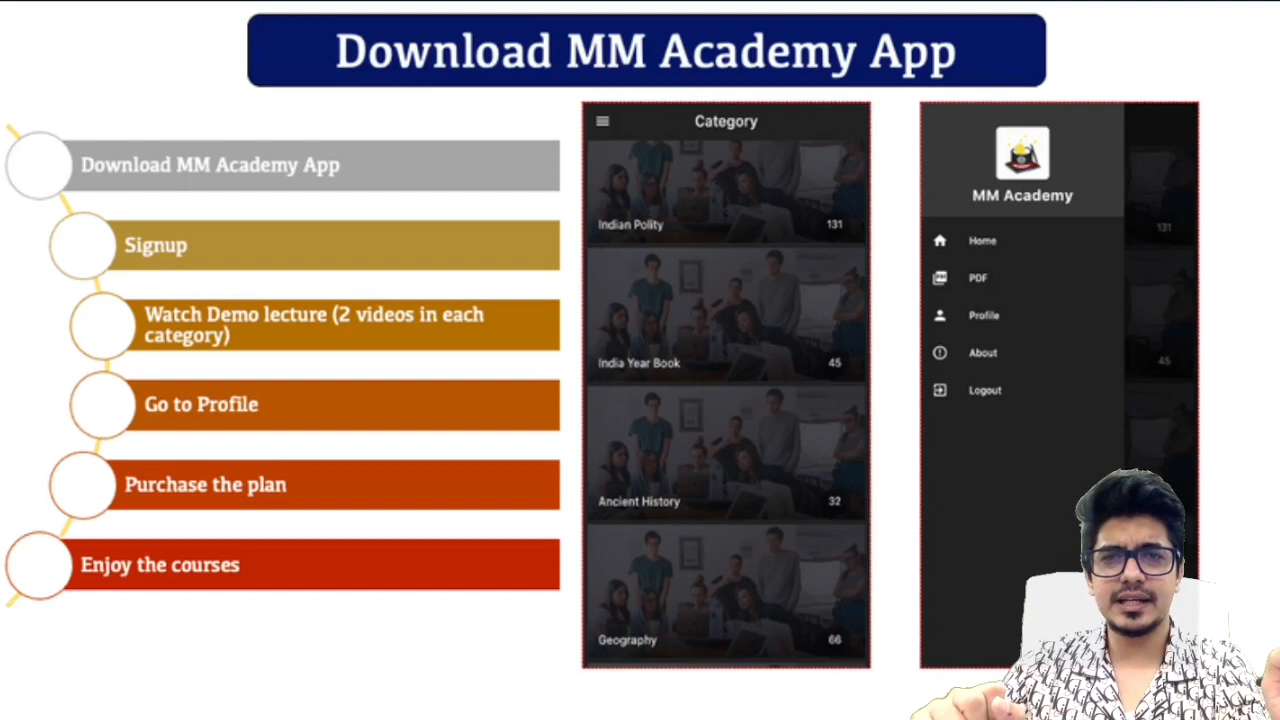 Download MM Academy App
Download MM Academy App
Signup
Watch Demo lecture (2 videos in each
category)
Go to Profile
Purchase the plan
Enjoy the courses
Category
Indian Polity 131
India Year Book 45
Ancient History 32
Geography 66
MM Academy
Home
PDF
Profile
About
Logout
131
45